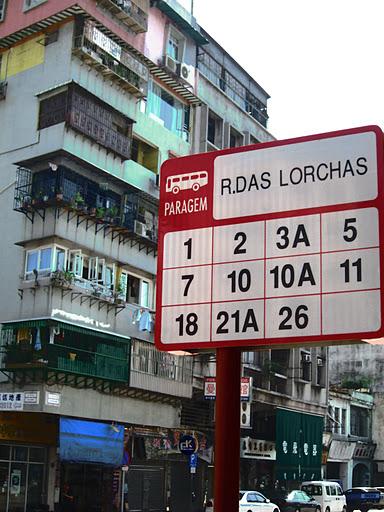 PARAGEM
R.DAS LORCHAS
1 2 3A 5
7 10 10A 11
18 21A 26